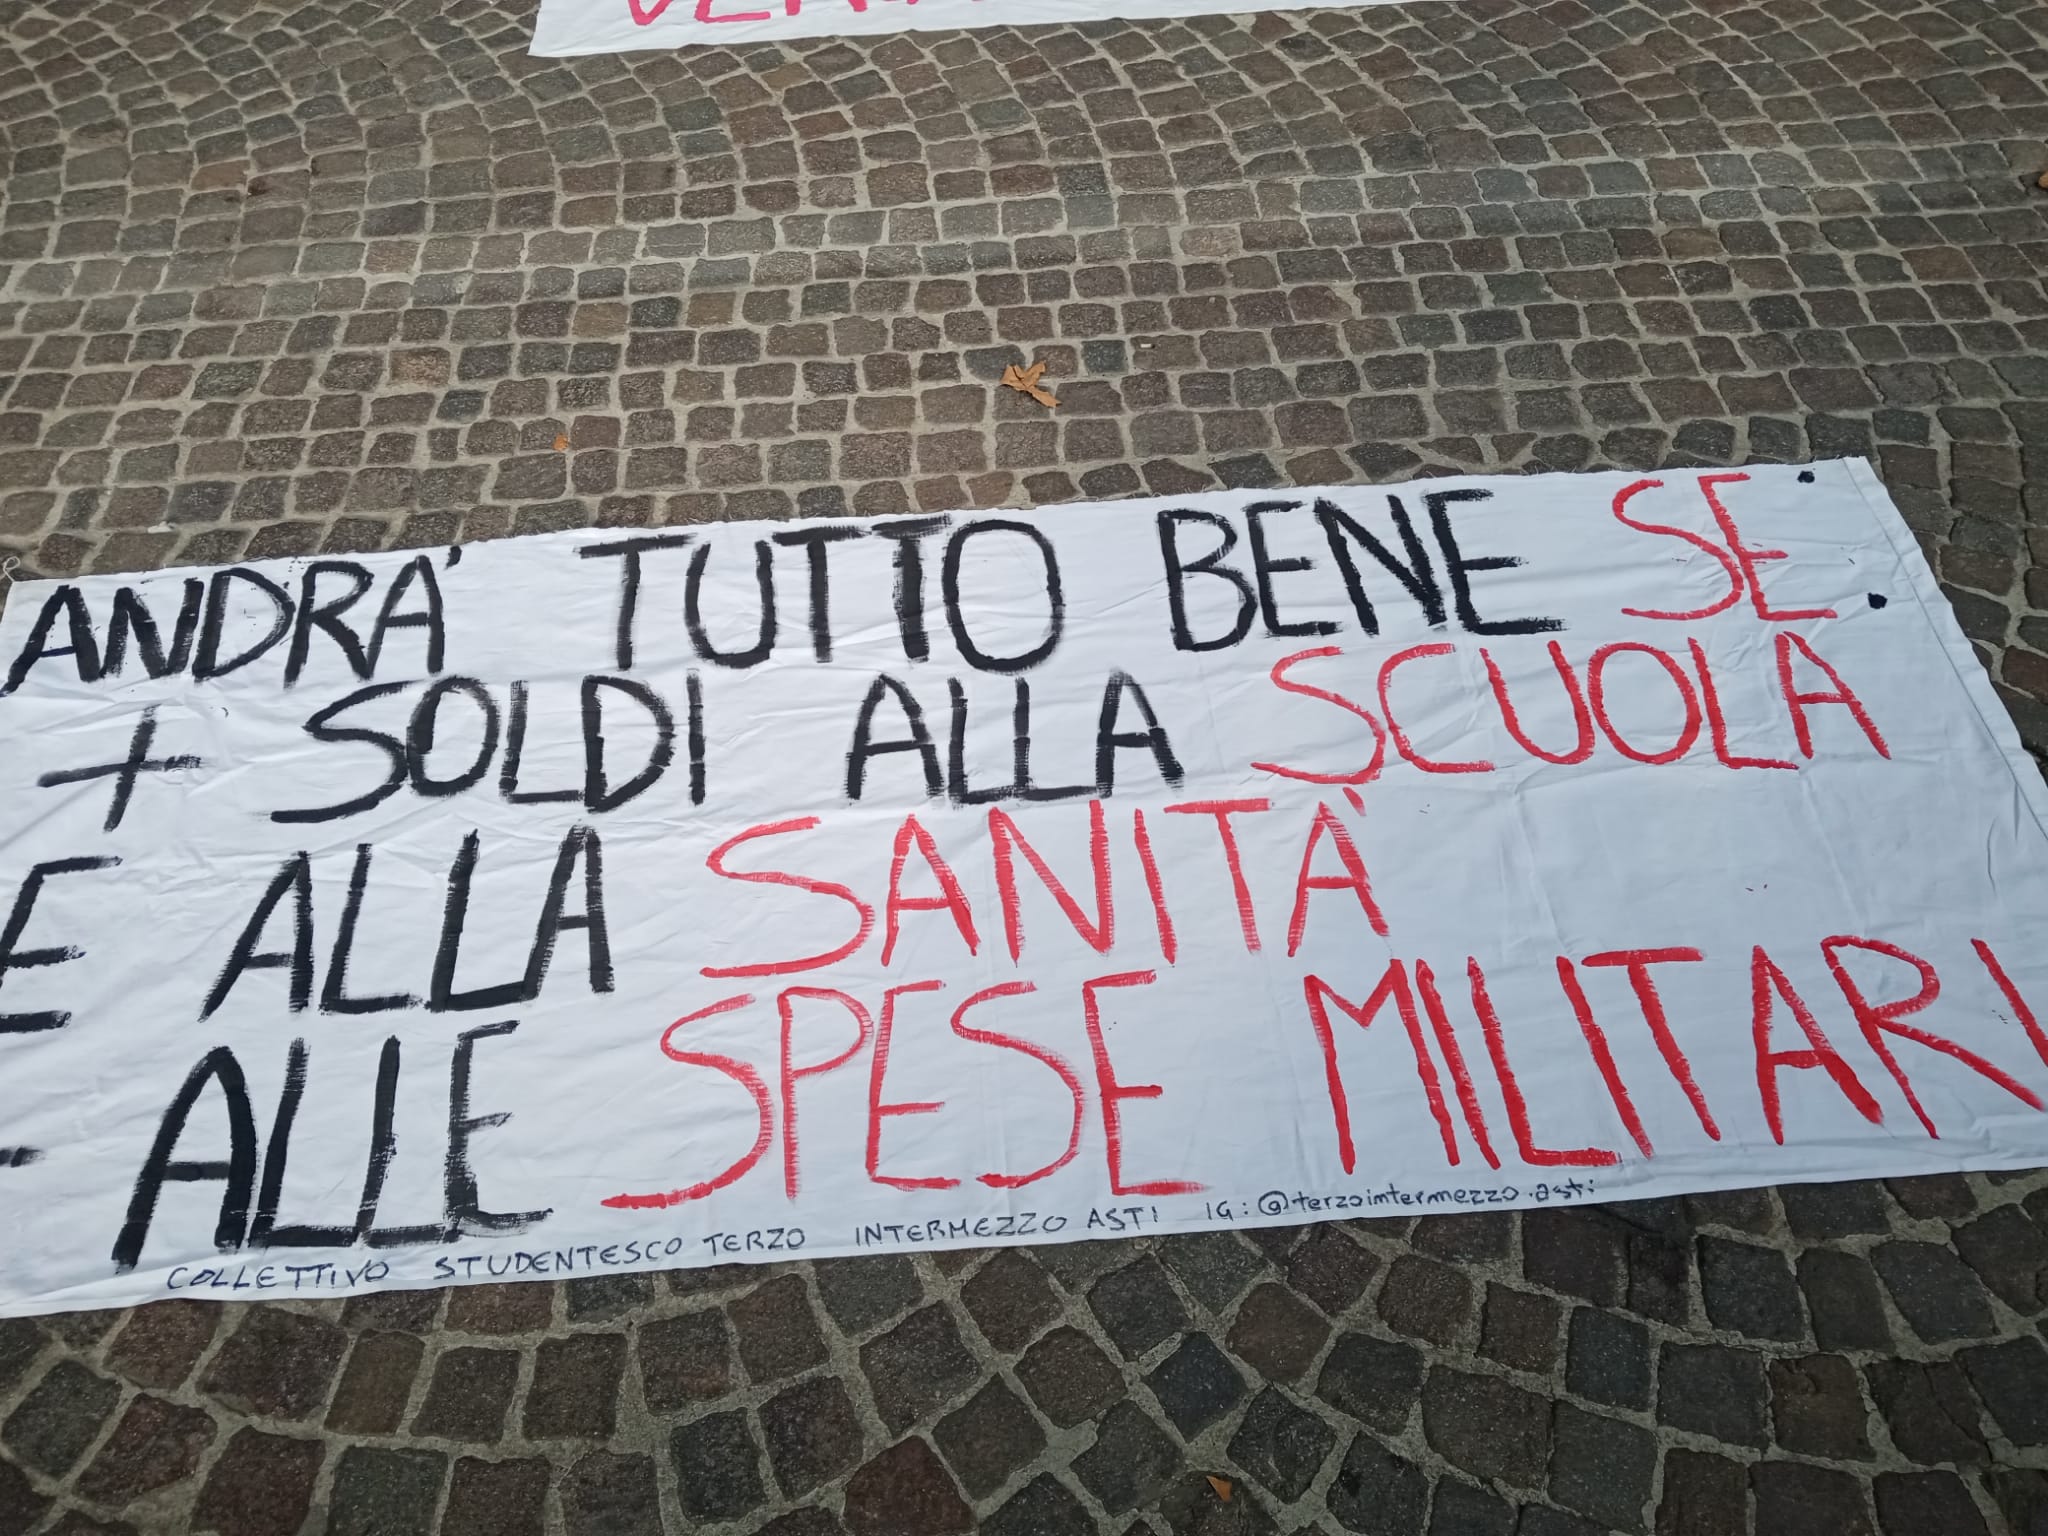 ANDRA' TUTTO BENE SE:
+ SOLDI ALLA SCUOLA
E ALLA SANITÀ
- ALLE SPESE MILITARI
COLLETTIVO STUDENTESCO TERZO INTERMEZZO ASTI IG: @terzointermezzo.asti